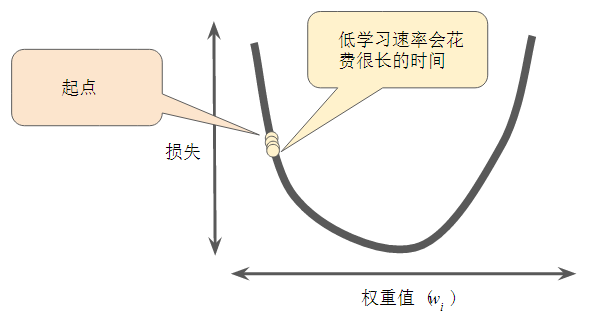 低学习速率会花
费很长的时间
起点
损失
权重值（wi）